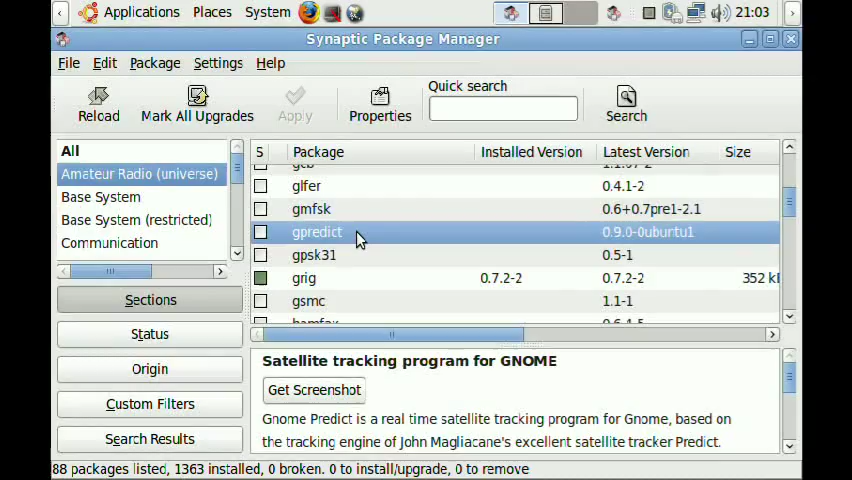 Applications Places System 21:03
Synaptic Package Manager
File Edit Package Settings Help
Reload Mark All Upgrades Apply Properties Quick search Search
All
Amateur Radio (universe)
Base System
Base System (restricted)
Communication
Sections
Status
Origin
Custom Filters
Search Results
S Package Installed Version Latest Version Size
glfer 0.4.1-2
gmfsk 0.6+0.7pre1-2.1
gpredict 0.9.0-0ubuntu1
gpsk31 0.5-1
grig 0.7.2-2 0.7.2-2 352
gsmc 1.1-1
Satellite tracking program for GNOME
Get Screenshot
Gnome Predict is a real time satellite tracking program for Gnome, based on
the tracking engine of John Magliacane's excellent satellite tracker Predict.
88 packages listed, 1363 installed, 0 broken. 0 to install/upgrade, 0 to remove